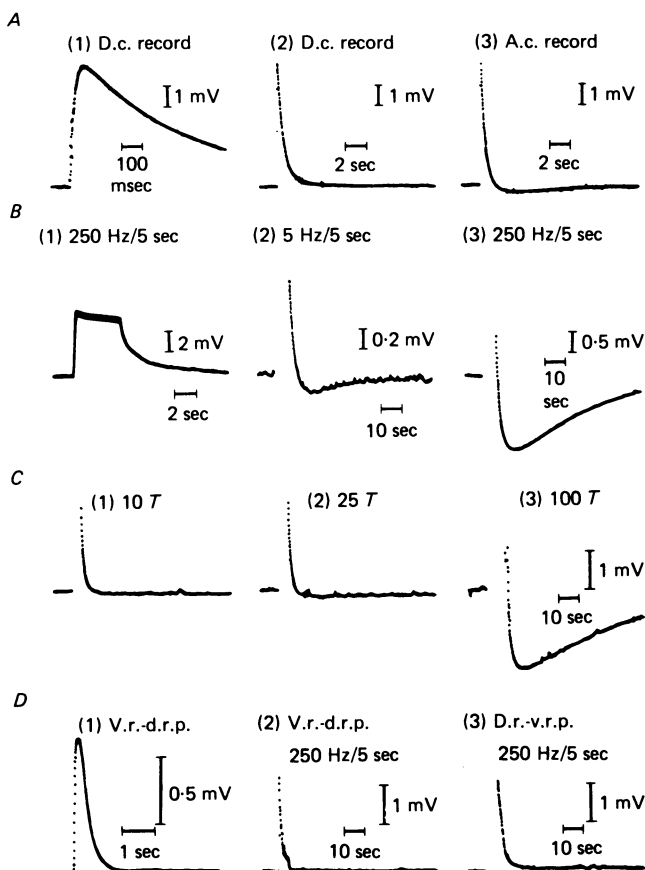 A
(1) D.c. record
(2) D.c. record
(3) A.c. record
1 mV
1 mV
1 mV
100
msec
2 sec
2 sec
B
(1) 250 Hz/5 sec
(2) 5 Hz/5 sec
(3) 250 Hz/5 sec
2 mV
0·2 mV
0·5 mV
2 sec
10 sec
10
sec
C
(1) 10 T
(2) 25 T
(3) 100 T
1 mV
10 sec
D
(1) V.r.-d.r.p.
(2) V.r.-d.r.p.
(3) D.r.-v.r.p.
250 Hz/5 sec
250 Hz/5 sec
0·5 mV
1 mV
1 mV
1 sec
10 sec
10 sec